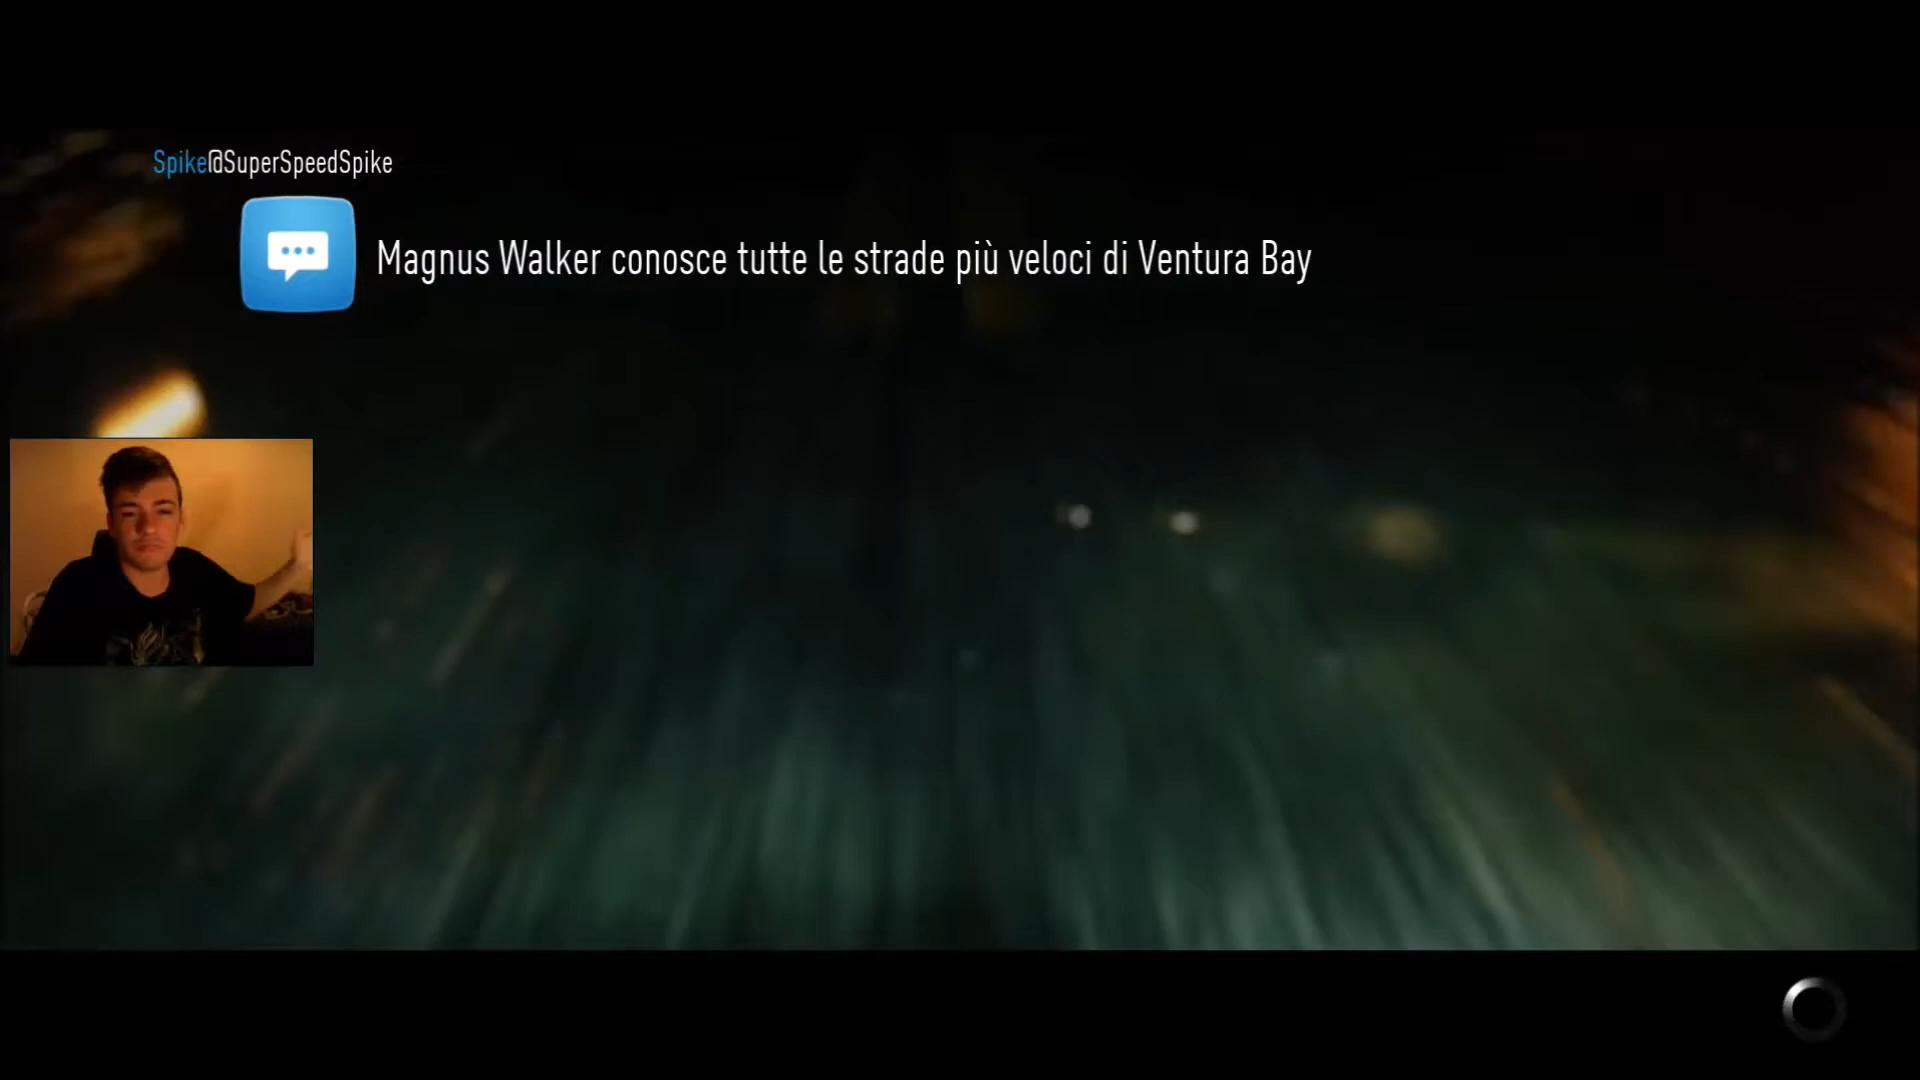 Spike@SuperSpeedSpike
Magnus Walker conosce tutte le strade più veloci di Ventura Bay